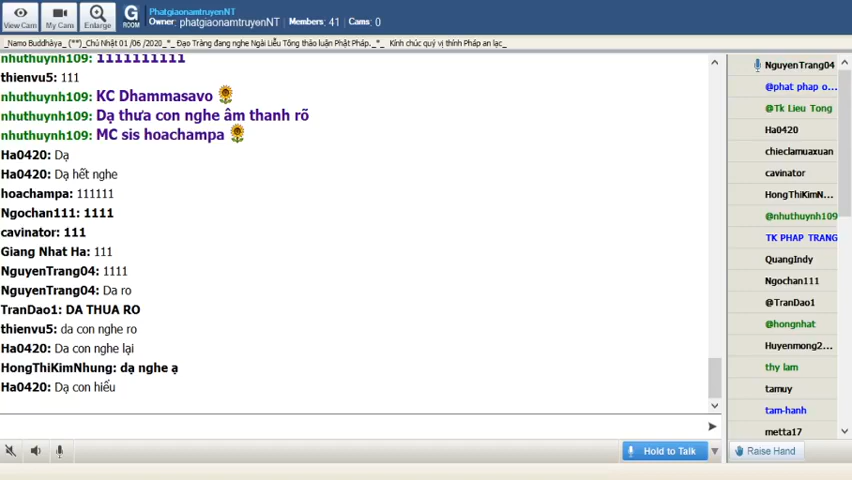 PhatgiaonamtruyenNT
Owner: phatgiaonamtruyenNT Members: 41 Cams: 0
View Cam
My Cam
Enlarge
G
ROOM
_Namo Buddhàya_ (**)_Chủ Nhật 01 /06 /2020_*_ Đạo Tràng đang nghe Ngài Liễu Tông thảo luận Phật Pháp._*_ Kính chúc quý vị thính Pháp an lạc_
nhuthuynh109: 1111111111
thienvu5: 111
nhuthuynh109: KC Dhammasavo
nhuthuynh109: Dạ thưa con nghe âm thanh rõ
nhuthuynh109: MC sis hoachampa
Ha0420: Dạ
Ha0420: Dạ hết nghe
hoachampa: 111111
Ngochan111: 1111
cavinator: 111
Giang Nhat Ha: 111
NguyenTrang04: 1111
NguyenTrang04: Da ro
TranDao1: DA THUA RO
thienvu5: da con nghe ro
Ha0420: Da con nghe lại
HongThiKimNhung: dạ nghe ạ
Ha0420: Dạ con hiểu
Hold to Talk
Raise Hand
NguyenTrang04
@phat phap o...
@Tk Lieu Tong
Ha0420
chieclamuaxuan
cavinator
HongThiKimN...
@nhuthuynh109
TK PHAP TRANG
QuangIndy
Ngochan111
@TranDao1
@hongnhat
Huyenmong2...
thy lam
tamuy
tam-hanh
metta17